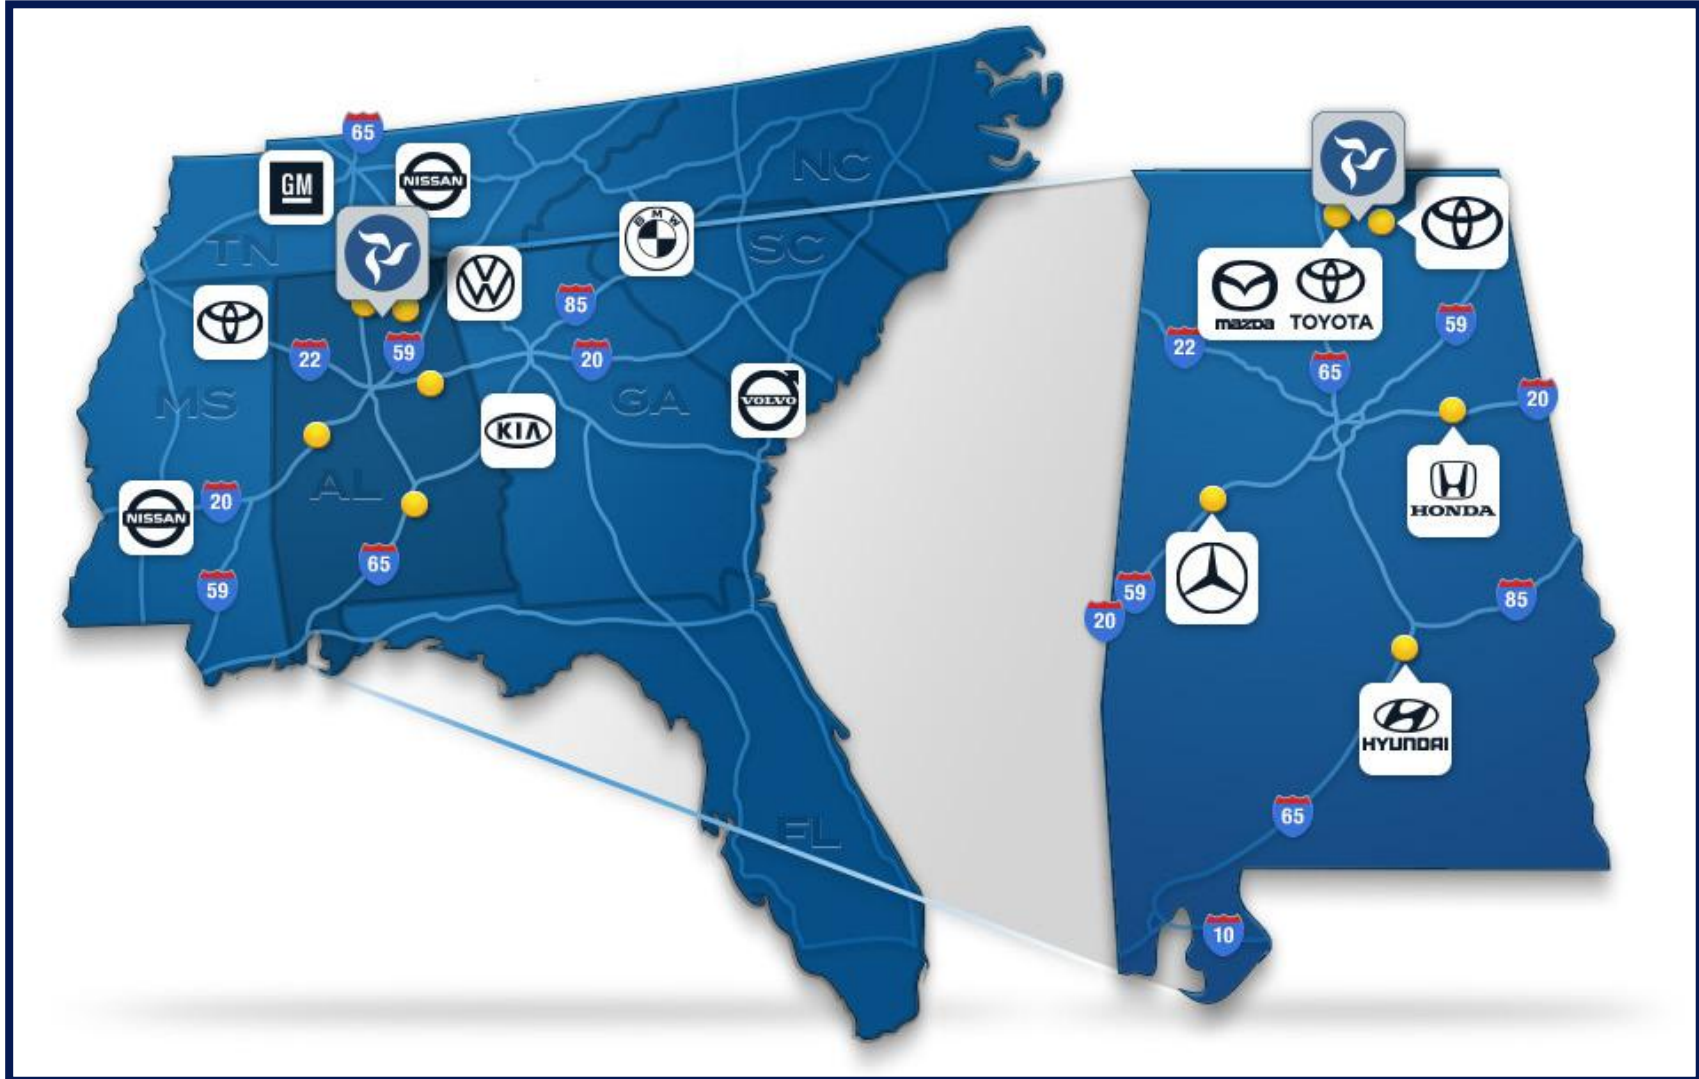 65
GM
NISSAN
BMW
NC
TN
SC
VW
85
22
59
20
MS
GA
VOLVO
KIA
AL
NISSAN
20
65
59
FL
mazda TOYOTA
59
22
65
20
HONDA
59
20
85
HYUNDAI
65
10